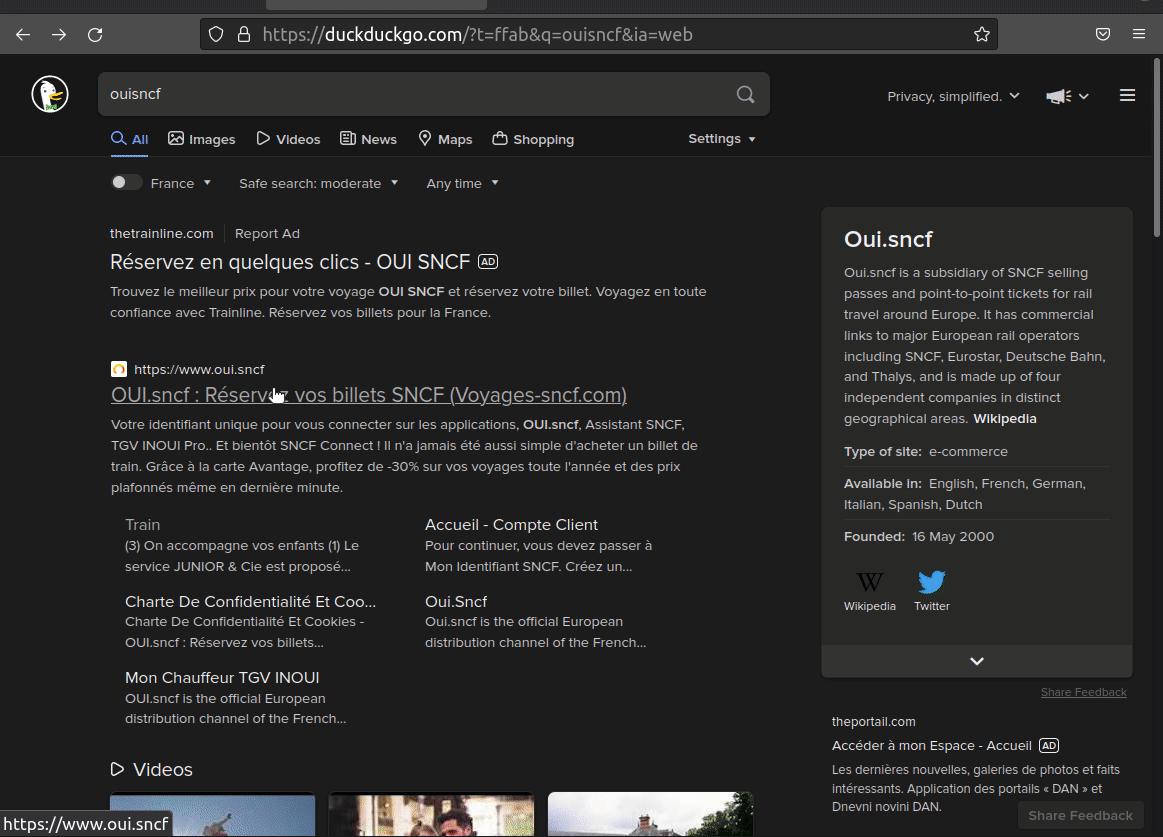 https://duckduckgo.com/?t=ffab&q=ouisncf&ia=web
ouisncf
Privacy, simplified.
All Images Videos News Maps Shopping Settings
France Safe search: moderate Any time
thetrainline.com Report Ad
Réservez en quelques clics - OUI SNCF AD
Trouvez le meilleur prix pour votre voyage OUI SNCF et réservez votre billet. Voyagez en toute
confiance avec Trainline. Réservez vos billets pour la France.
https://www.oui.sncf
OUI.sncf : Réservez vos billets SNCF (Voyages-sncf.com)
Votre identifiant unique pour vous connecter sur les applications, OUI.sncf, Assistant SNCF,
TGV INOUI Pro.. Et bientôt SNCF Connect ! Il n'a jamais été aussi simple d'acheter un billet de
train. Grâce à la carte Avantage, profitez de -30% sur vos voyages toute l'année et des prix
plafonnés même en dernière minute.
Train
(3) On accompagne vos enfants (1) Le
service JUNIOR & Cie est proposé...
Accueil - Compte Client
Pour continuer, vous devez passer à
Mon Identifiant SNCF. Créez un...
Charte De Confidentialité Et Coo...
Charte De Confidentialité Et Cookies -
OUI.sncf : Réservez vos billets...
Oui.Sncf
Oui.sncf is the official European
distribution channel of the French...
Mon Chauffeur TGV INOUI
OUI.sncf is the official European
distribution channel of the French...
Videos
https://www.oui.sncf
Oui.sncf
Oui.sncf is a subsidiary of SNCF selling
passes and point-to-point tickets for rail
travel around Europe. It has commercial
links to major European rail operators
including SNCF, Eurostar, Deutsche Bahn,
and Thalys, and is made up of four
independent companies in distinct
geographical areas. Wikipedia
Type of site: e-commerce
Available in: English, French, German,
Italian, Spanish, Dutch
Founded: 16 May 2000
W
Wikipedia Twitter
Share Feedback
theportail.com
Accéder à mon Espace - Accueil AD
Les dernières nouvelles, galeries de photos et faits
intéressants. Application des portails « DAN » et
Dnevni novini DAN.
Share Feedback